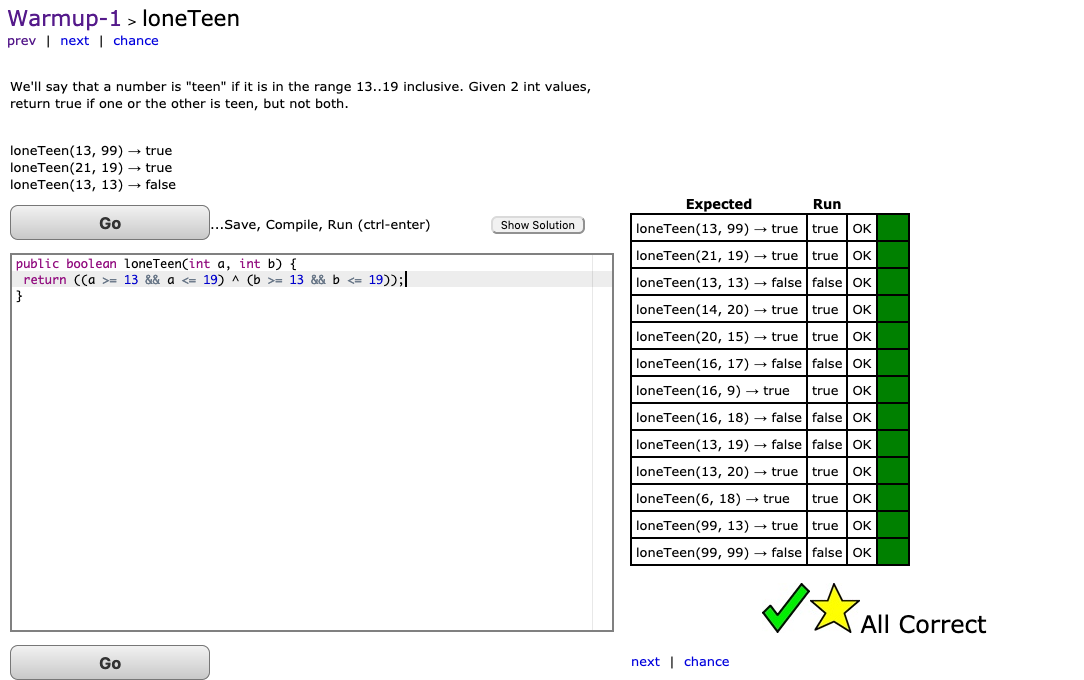 Warmup-1 > loneTeen
prev | next | chance
We'll say that a number is "teen" if it is in the range 13..19 inclusive. Given 2 int values,
return true if one or the other is teen, but not both.
loneTeen(13, 99) → true
loneTeen(21, 19) → true
loneTeen(13, 13) → false
Go
...Save, Compile, Run (ctrl-enter)
Show Solution
public boolean loneTeen(int a, int b) {
return ((a >= 13 && a <= 19) ^ (b >= 13 && b <= 19));
}
Go
Expected Run
loneTeen(13, 99) → true true OK
loneTeen(21, 19) → true true OK
loneTeen(13, 13) → false false OK
loneTeen(14, 20) → true true OK
loneTeen(20, 15) → true true OK
loneTeen(16, 17) → false false OK
loneTeen(16, 9) → true true OK
loneTeen(16, 18) → false false OK
loneTeen(13, 19) → false false OK
loneTeen(13, 20) → true true OK
loneTeen(6, 18) → true true OK
loneTeen(99, 13) → true true OK
loneTeen(99, 99) → false false OK
All Correct
next | chance